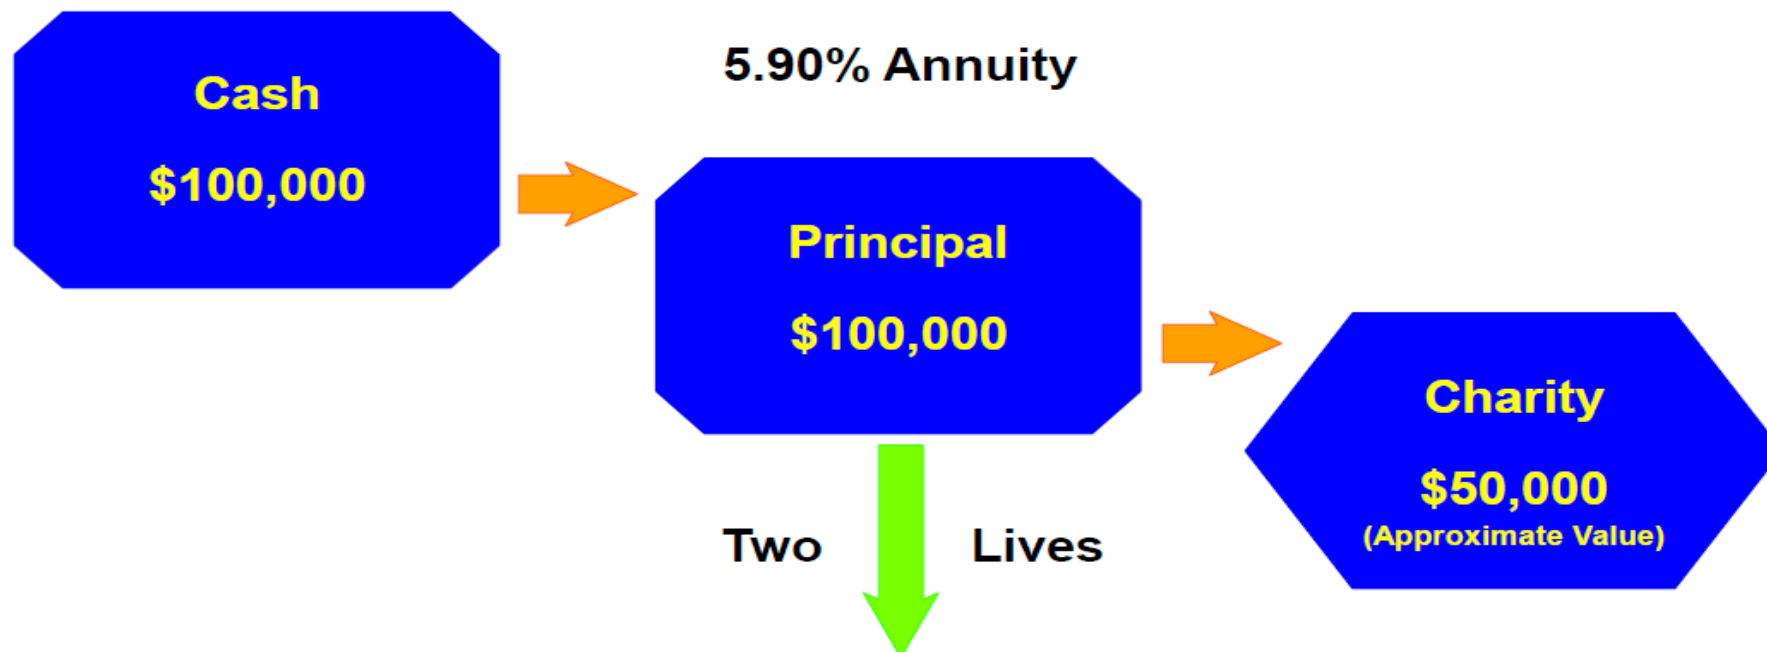 Cash
$100,000
5.90% Annuity
Principal
$100,000
Charity
$50,000
(Approximate Value)
Two Lives